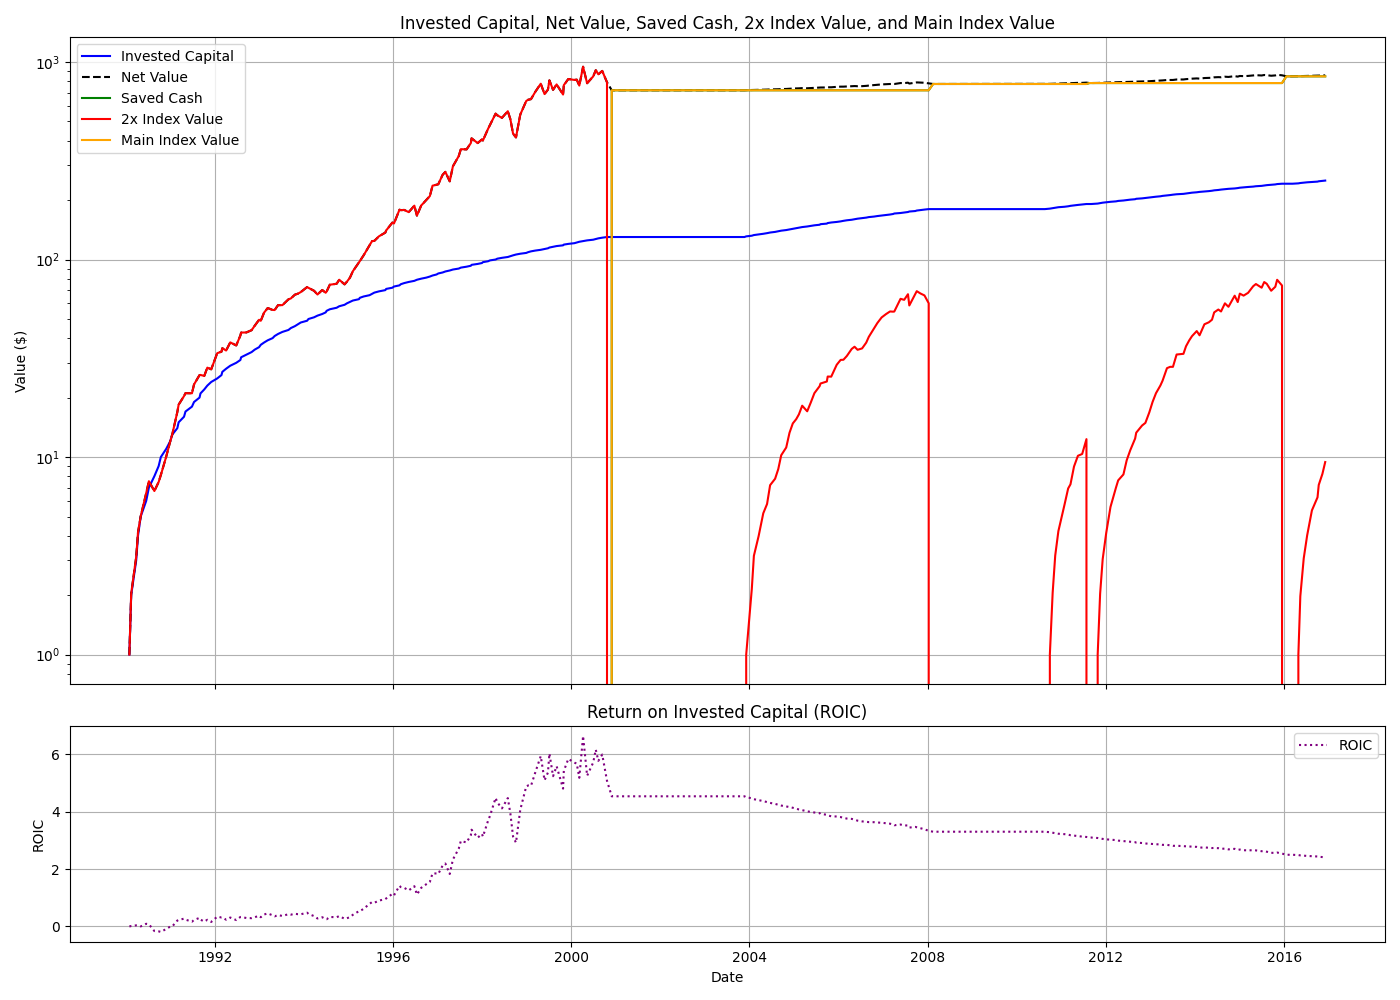 Invested Capital, Net Value, Saved Cash, 2x Index Value, and Main Index Value
Invested Capital
Net Value
Saved Cash
2x Index Value
Main Index Value
Value ($)
10³
10²
10¹
10⁰
Return on Invested Capital (ROIC)
ROIC
ROIC
6
4
2
0
1992 1996 2000 2004 2008 2012 2016
Date